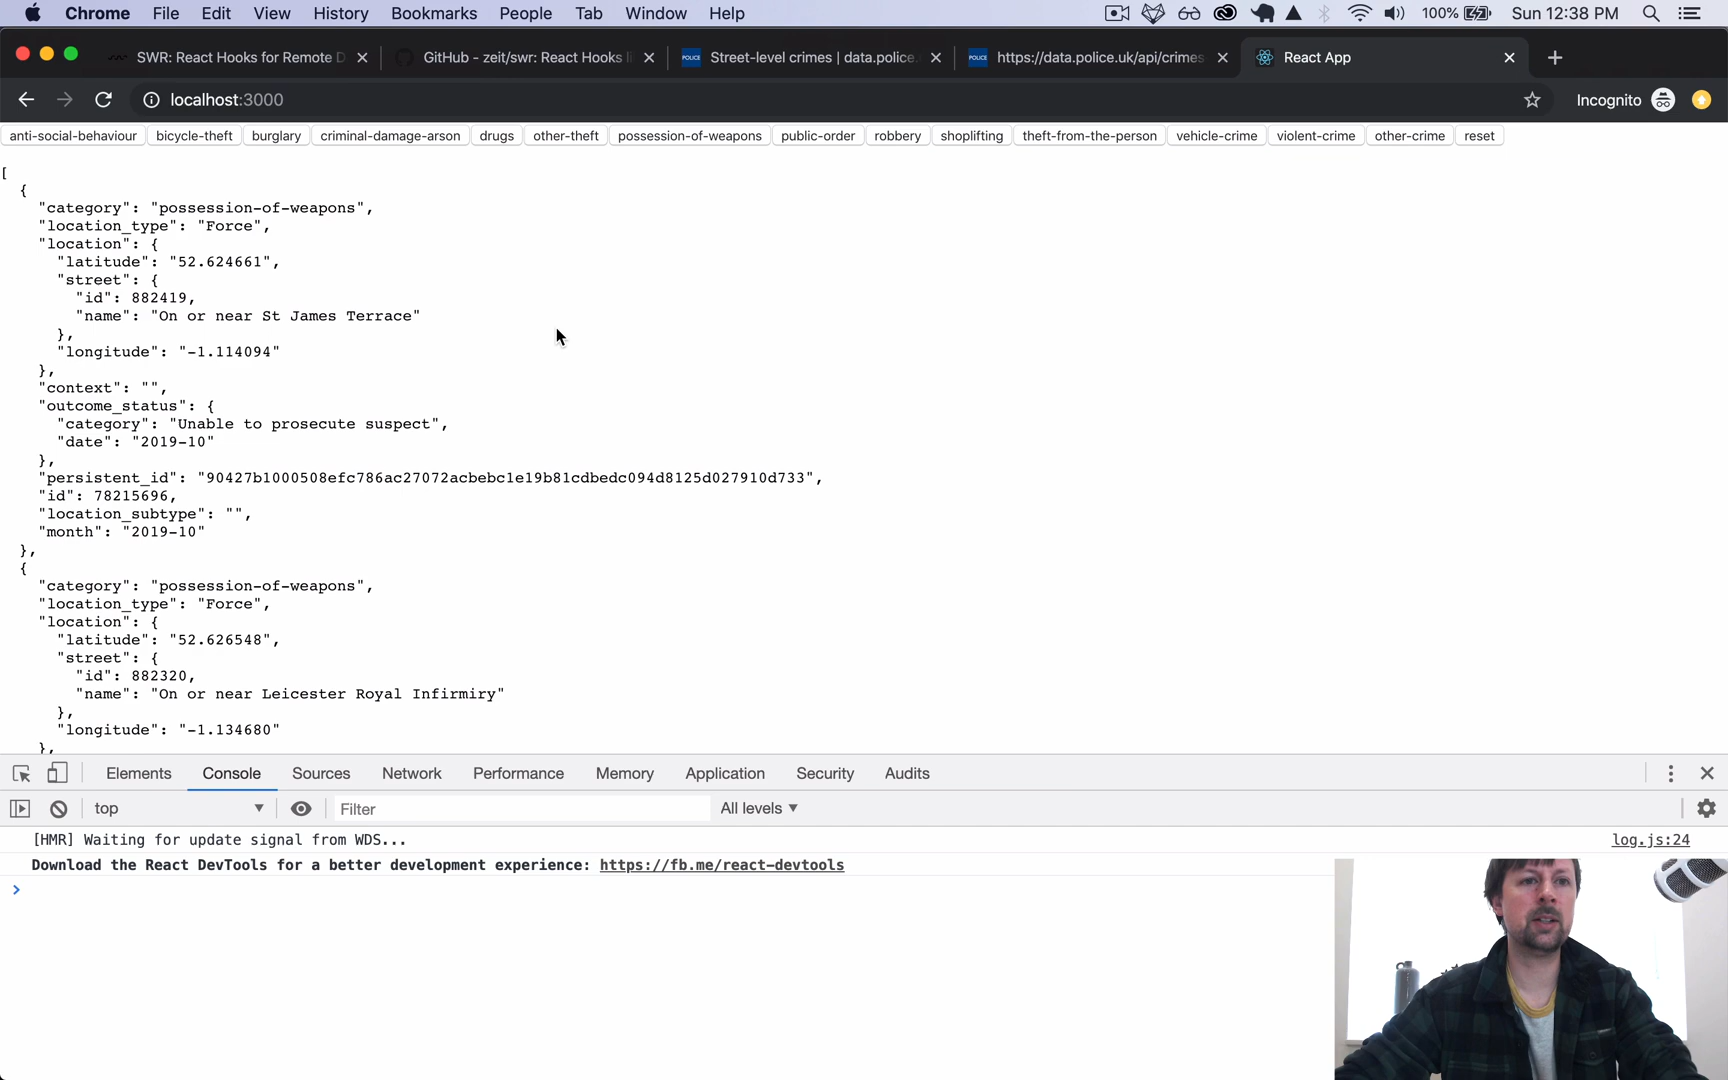 Chrome File Edit View History Bookmarks People Tab Window Help 100% Sun 12:38 PM
SWR: React Hooks for Remote D GitHub - zeit/swr: React Hooks li POLICE Street-level crimes | data.police. POLICE https://data.police.uk/api/crimes React App
localhost:3000 Incognito
anti-social-behaviour bicycle-theft burglary criminal-damage-arson drugs other-theft possession-of-weapons public-order robbery shoplifting theft-from-the-person vehicle-crime violent-crime other-crime reset
[
{
"category": "possession-of-weapons",
"location_type": "Force",
"location": {
"latitude": "52.624661",
"street": {
"id": 882419,
"name": "On or near St James Terrace"
},
"longitude": "-1.114094"
},
"context": "",
"outcome_status": {
"category": "Unable to prosecute suspect",
"date": "2019-10"
},
"persistent_id": "90427b1000508efc786ac27072acbebc1e19b81cdbedc094d8125d027910d733",
"id": 78215696,
"location_subtype": "",
"month": "2019-10"
},
{
"category": "possession-of-weapons",
"location_type": "Force",
"location": {
"latitude": "52.626548",
"street": {
"id": 882320,
"name": "On or near Leicester Royal Infirmiry"
},
"longitude": "-1.134680"
},
Elements Console Sources Network Performance Memory Application Security Audits
top Filter All levels
[HMR] Waiting for update signal from WDS... log.js:24
Download the React DevTools for a better development experience: https://fb.me/react-devtools
>